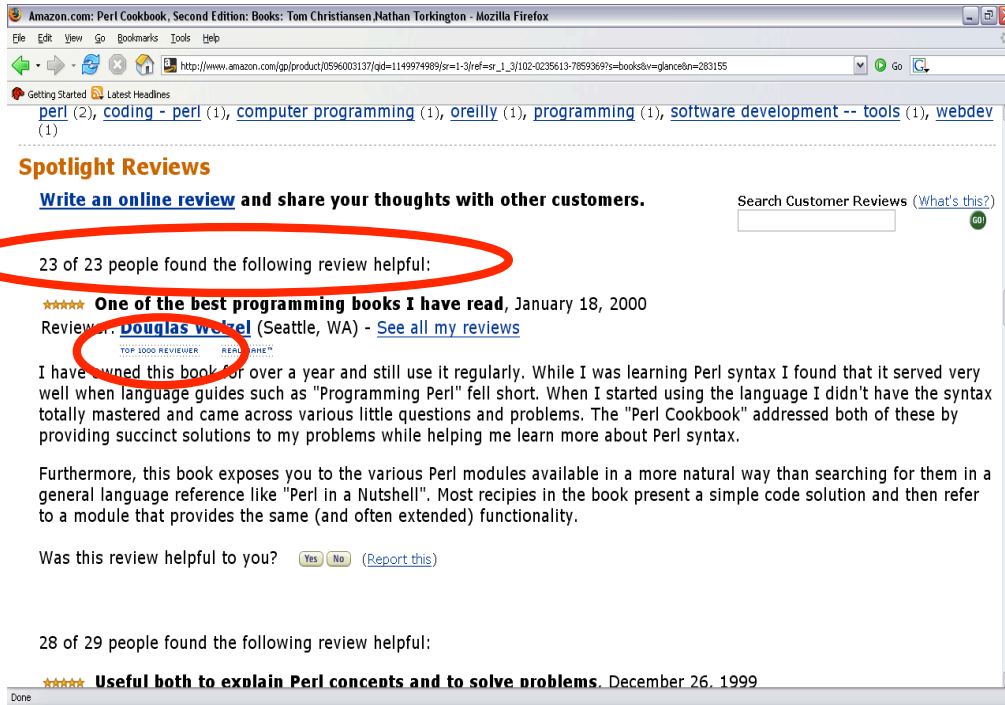 Amazon.com: Perl Cookbook, Second Edition: Books: Tom Christiansen,Nathan Torkington - Mozilla Firefox
File Edit View Go Bookmarks Tools Help
http://www.amazon.com/gp/product/0596003137/qid=1149974989/sr=1-3/ref=sr_1_3/102-0235613-7859369?s=books&v=glance&n=283155 Go G
Getting Started Latest Headlines
perl (2), coding - perl (1), computer programming (1), oreilly (1), programming (1), software development -- tools (1), webdev
(1)
Spotlight Reviews
Write an online review and share your thoughts with other customers.
Search Customer Reviews (What's this?)
GO!
23 of 23 people found the following review helpful:
One of the best programming books I have read, January 18, 2000
Reviewer: Douglas Welzel (Seattle, WA) - See all my reviews
TOP 1000 REVIEWER REAL NAME™
I have owned this book for over a year and still use it regularly. While I was learning Perl syntax I found that it served very
well when language guides such as "Programming Perl" fell short. When I started using the language I didn't have the syntax
totally mastered and came across various little questions and problems. The "Perl Cookbook" addressed both of these by
providing succinct solutions to my problems while helping me learn more about Perl syntax.
Furthermore, this book exposes you to the various Perl modules available in a more natural way than searching for them in a
general language reference like "Perl in a Nutshell". Most recipies in the book present a simple code solution and then refer
to a module that provides the same (and often extended) functionality.
Was this review helpful to you? Yes No (Report this)
28 of 29 people found the following review helpful:
Useful both to explain Perl concepts and to solve problems, December 26, 1999
Done